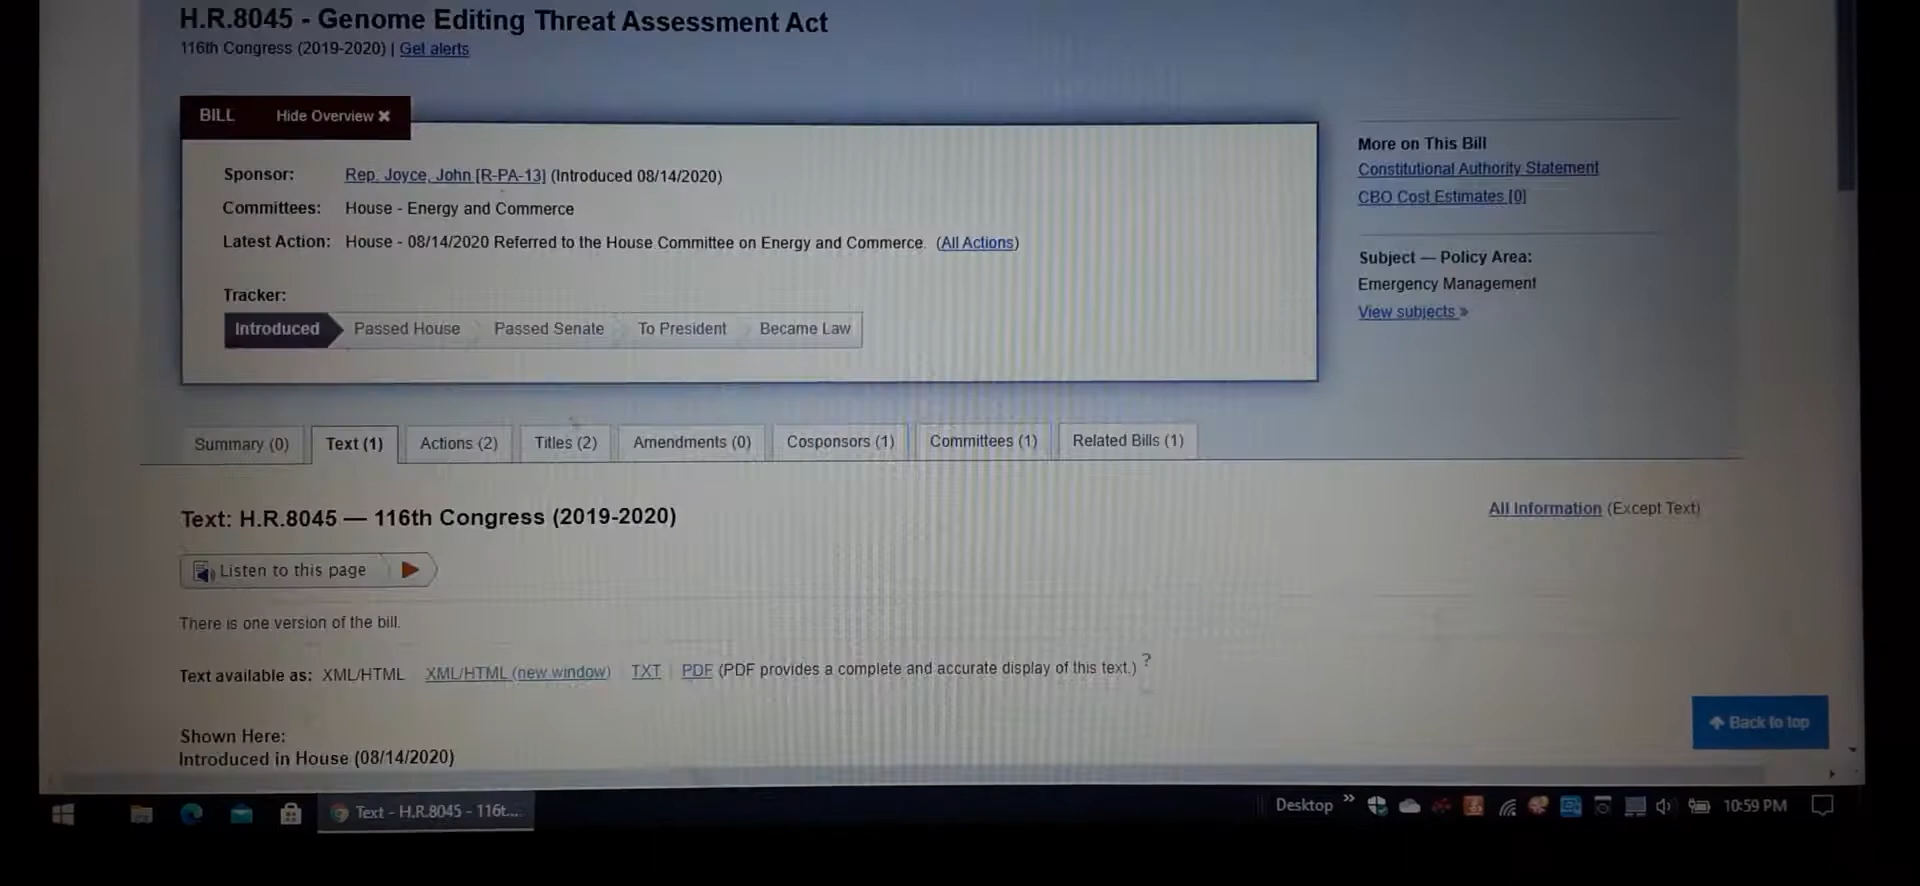 H.R.8045 - Genome Editing Threat Assessment Act
116th Congress (2019-2020) | Get alerts
BILL Hide Overview ✖
Sponsor: Rep. Joyce, John [R-PA-13] (Introduced 08/14/2020)
Committees: House - Energy and Commerce
Latest Action: House - 08/14/2020 Referred to the House Committee on Energy and Commerce. (All Actions)
Tracker:
Introduced Passed House Passed Senate To President Became Law
More on This Bill
Constitutional Authority Statement
CBO Cost Estimates [0]
Subject — Policy Area:
Emergency Management
View subjects »
Summary (0) Text (1) Actions (2) Titles (2) Amendments (0) Cosponsors (1) Committees (1) Related Bills (1)
Text: H.R.8045 — 116th Congress (2019-2020)
All Information (Except Text)
Listen to this page
There is one version of the bill.
Text available as: XML/HTML XML/HTML (new window) TXT PDF (PDF provides a complete and accurate display of this text.) ?
Shown Here:
Introduced in House (08/14/2020)
Back to top
Text - H.R.8045 - 116t...
Desktop » 10:59 PM